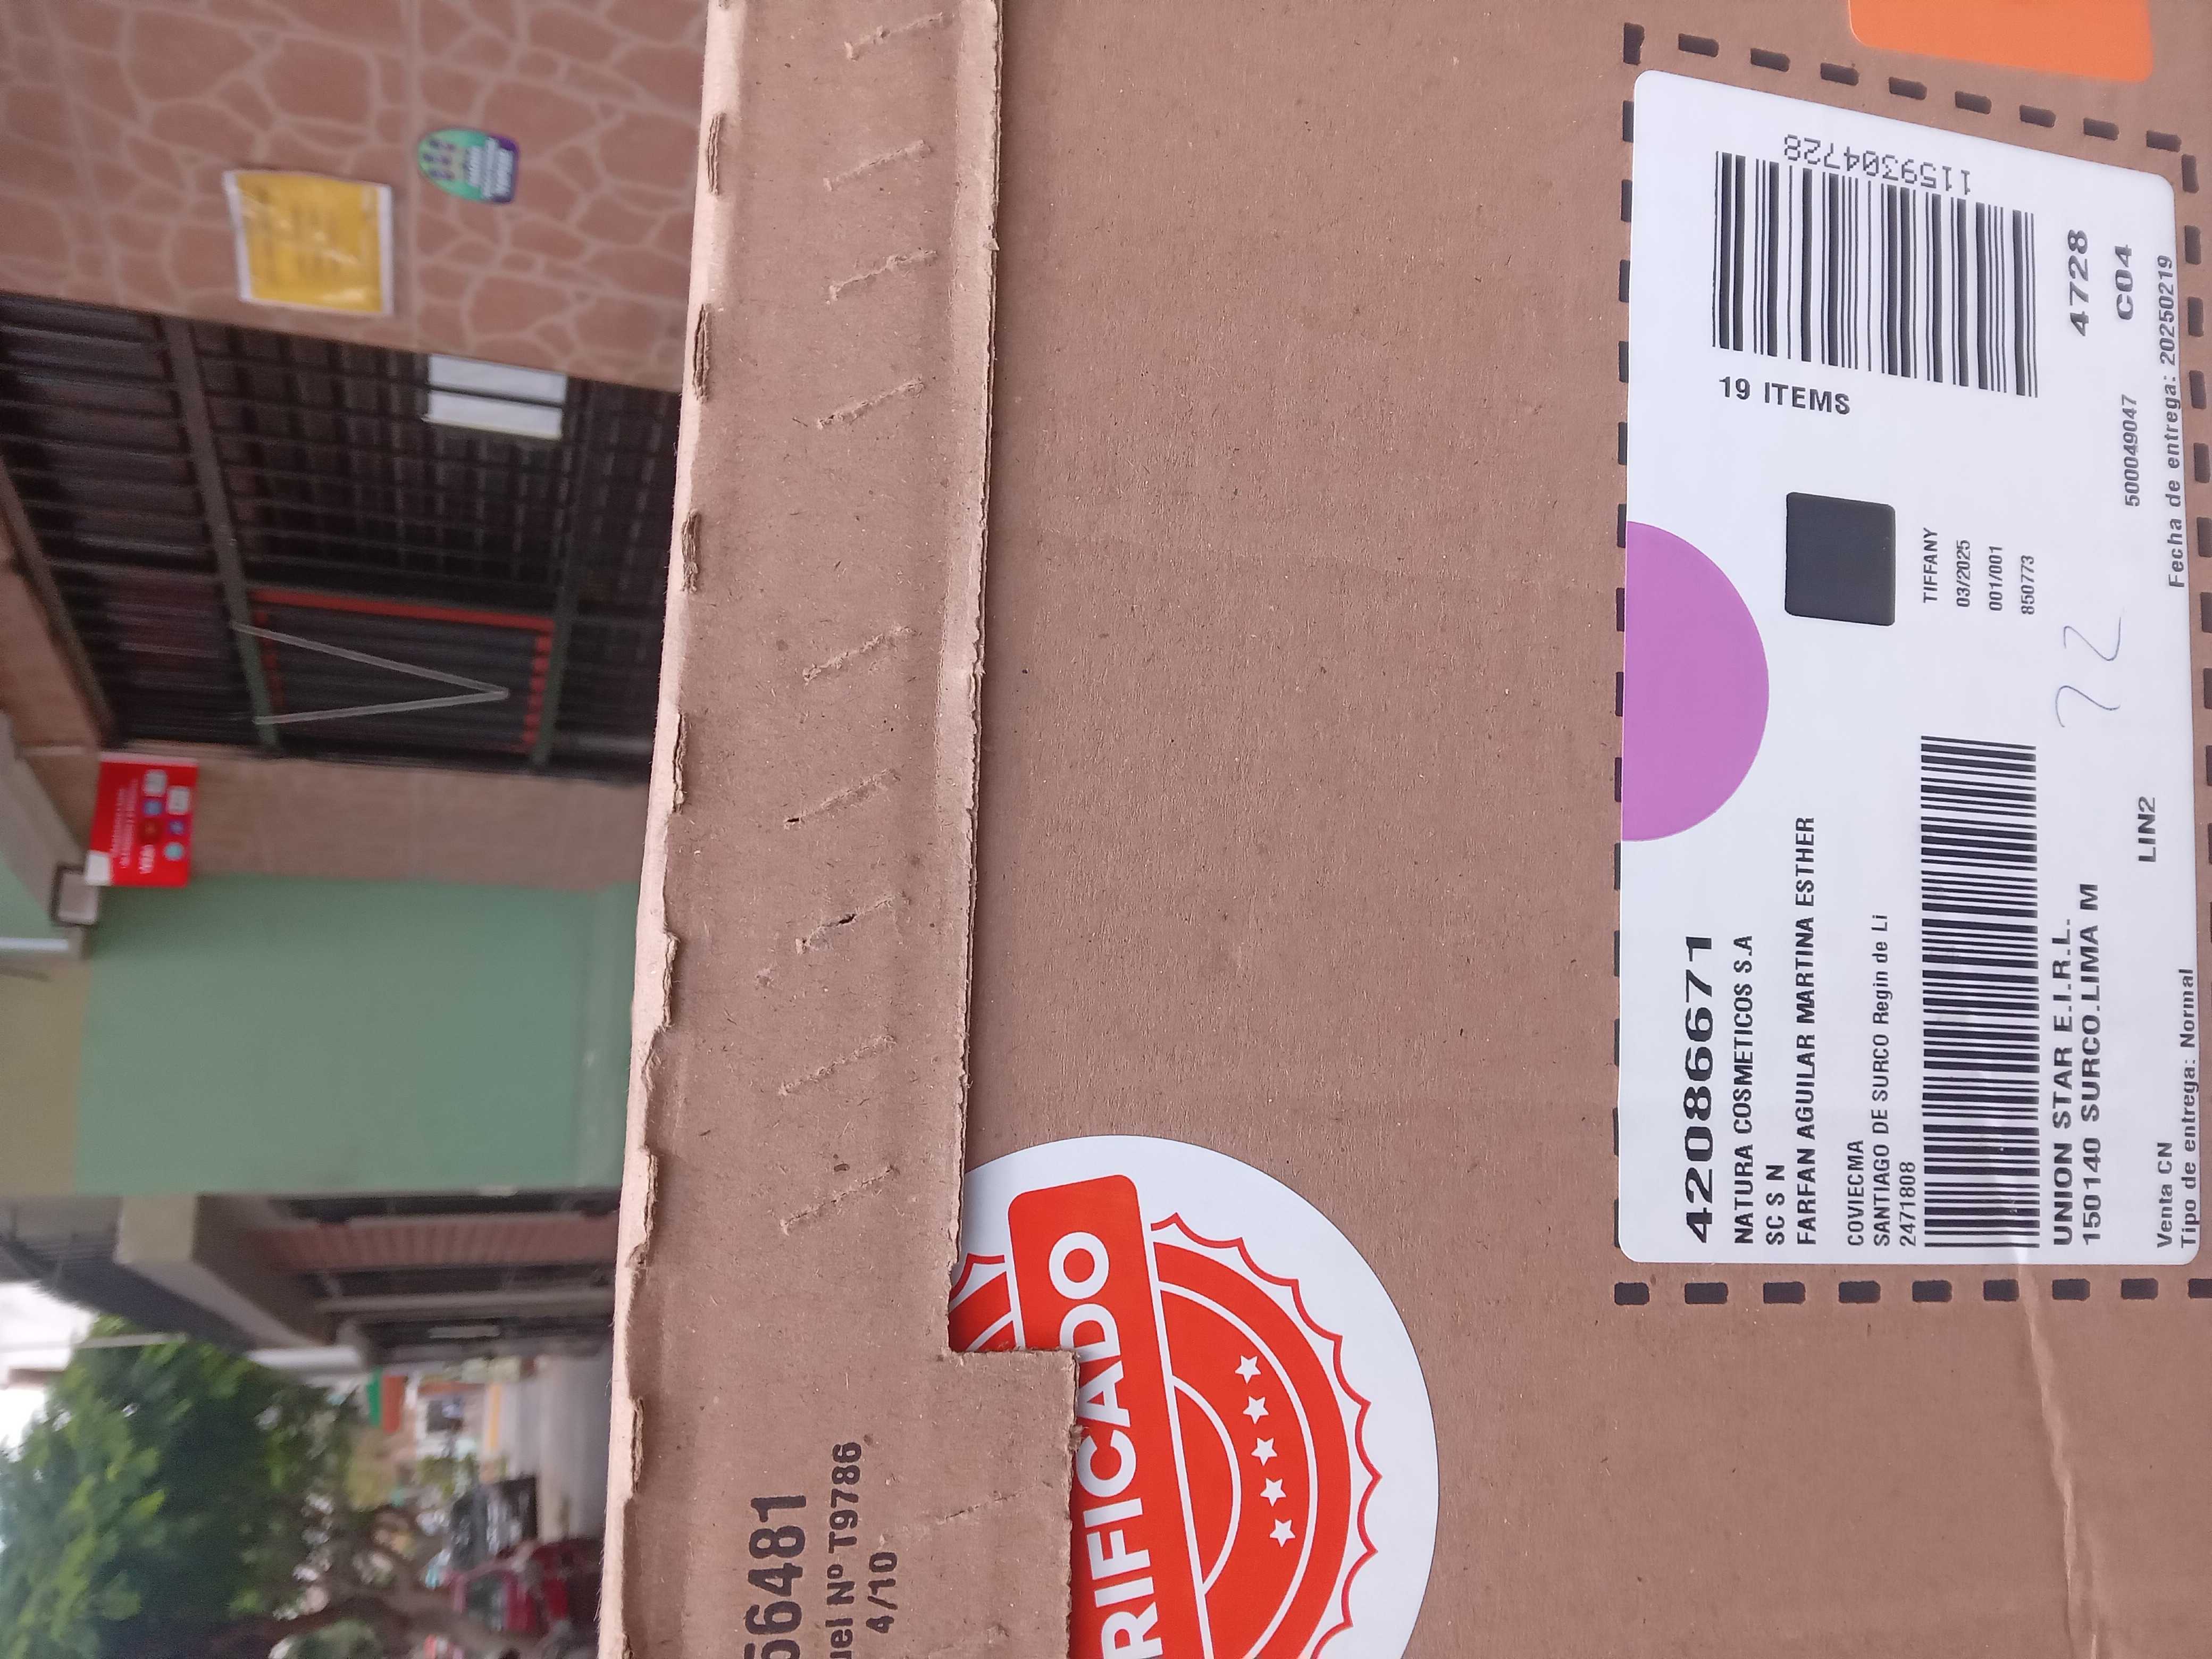 42086671
NATURA COSMETICOS S.A
SC S N
FARFAN AGUILAR MARTINA ESTHER
COVIECMA
SANTIAGO DE SURCO Regin de Li
2471808
UNION STAR E.I.R.L.
150140 SURCO.LIMA M
LIN2
Venta CN
Tipo de entrega: Normal
TIFFANY
03/2025
001/001
850773
72
19 ITEMS
1159304728
4728
C04
500049047
Fecha de entrega: 20250219
RIFICADO
56481
uel Nº T9786
4/10